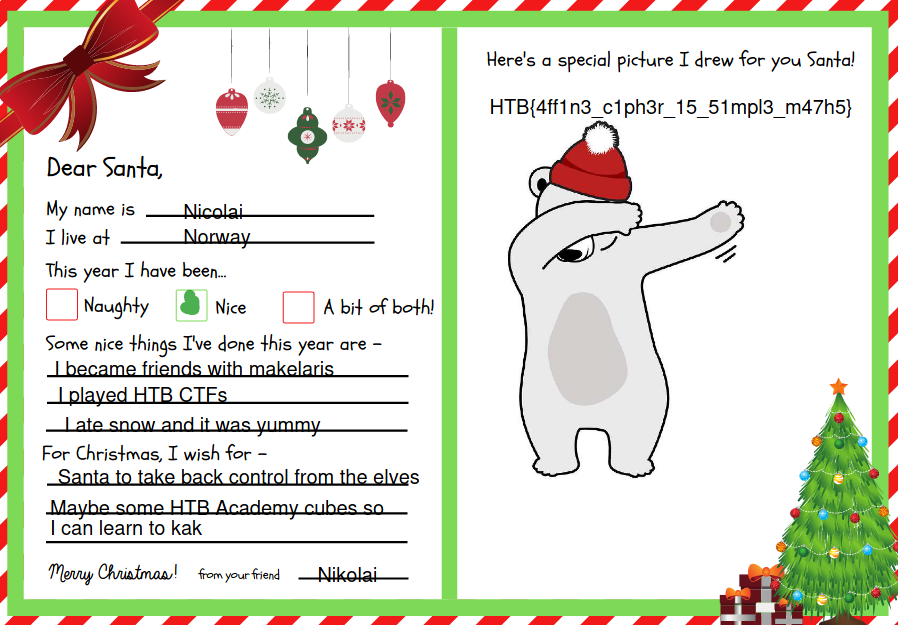 Dear Santa,
My name is Nicolai
I live at Norway
This year I have been...
Naughty Nice A bit of both!
Some nice things I've done this year are -
I became friends with makelaris
I played HTB CTFs
I ate snow and it was yummy
For Christmas, I wish for -
Santa to take back control from the elves
Maybe some HTB Academy cubes so
I can learn to kak
Merry Christmas! from your friend Nikolai
Here's a special picture I drew for you Santa!
HTB{4ff1n3_c1ph3r_15_51mpl3_m47h5}